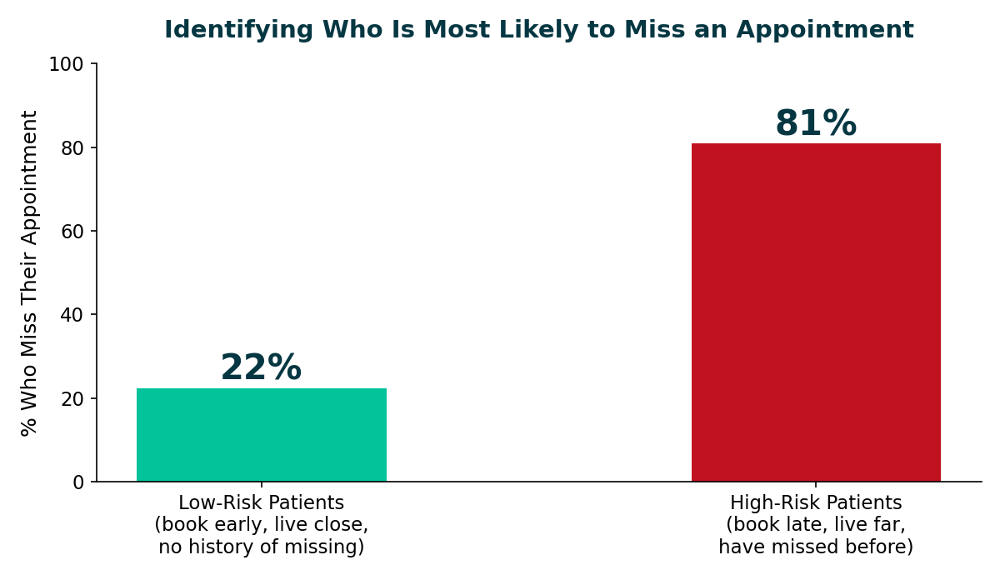 Identifying Who Is Most Likely to Miss an Appointment
% Who Miss Their Appointment
100
80
60
40
20
0
22%
81%
Low-Risk Patients
(book early, live close,
no history of missing)
High-Risk Patients
(book late, live far,
have missed before)